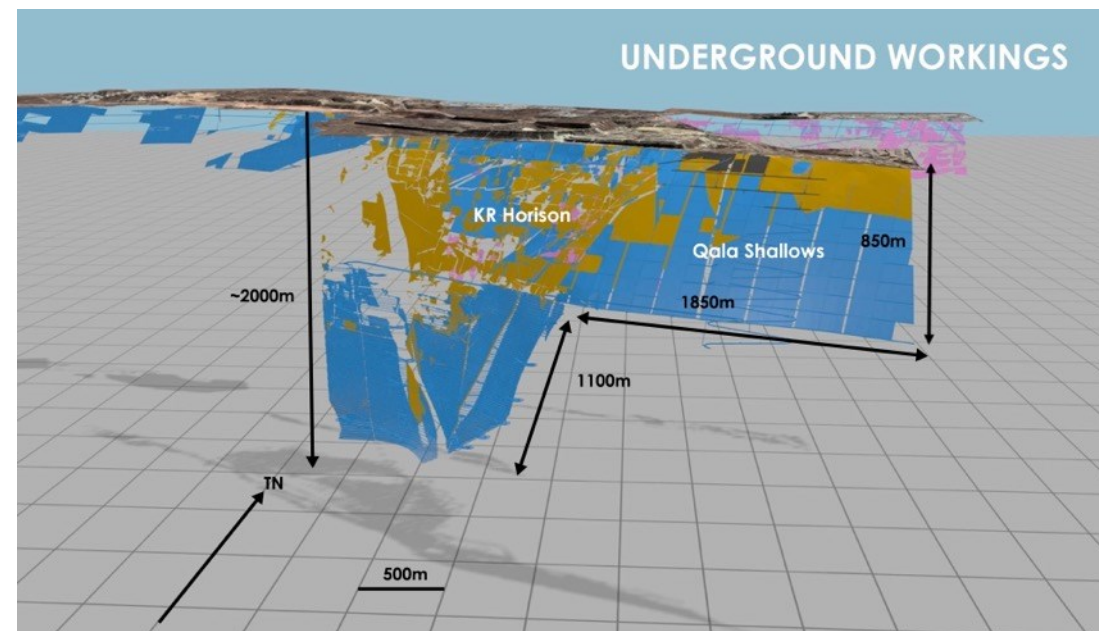 UNDERGROUND WORKINGS
KR Horison
Qala Shallows
850m
~2000m
1850m
1100m
TN
500m